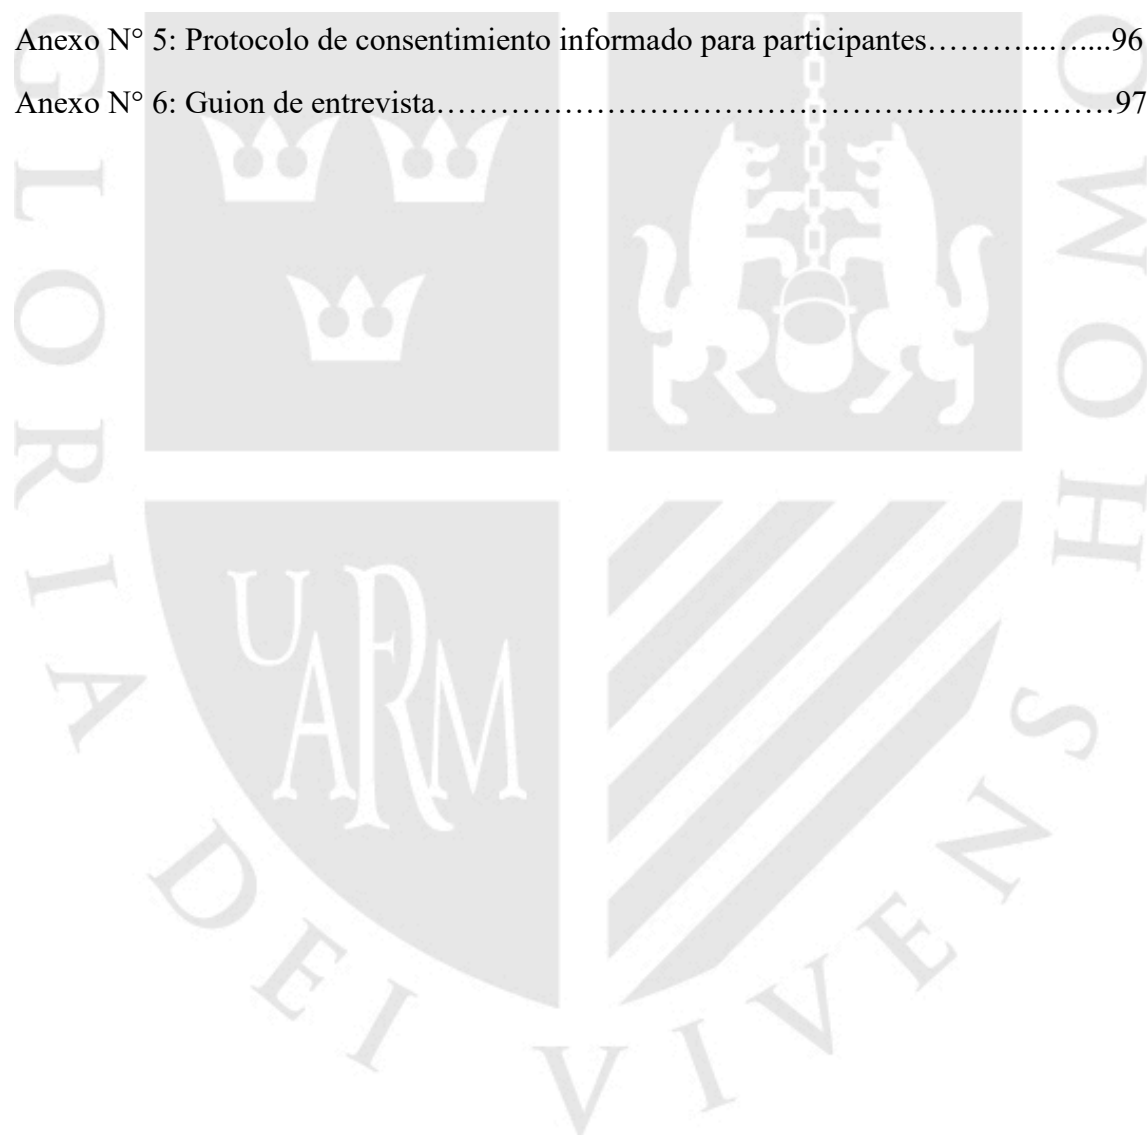 Anexo N° 5: Protocolo de consentimiento informado para participantes………...…....96
Anexo N° 6: Guion de entrevista…………………………………………………….....………97
GLORIA DEI VIVENS HOMO
UARM